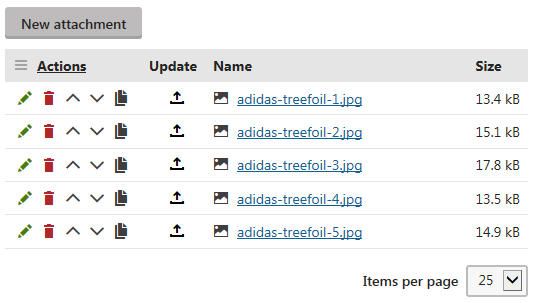 New attachment
Actions Update Name Size
adidas-treefoil-1.jpg 13.4 kB
adidas-treefoil-2.jpg 15.1 kB
adidas-treefoil-3.jpg 17.8 kB
adidas-treefoil-4.jpg 13.5 kB
adidas-treefoil-5.jpg 14.9 kB
Items per page 25